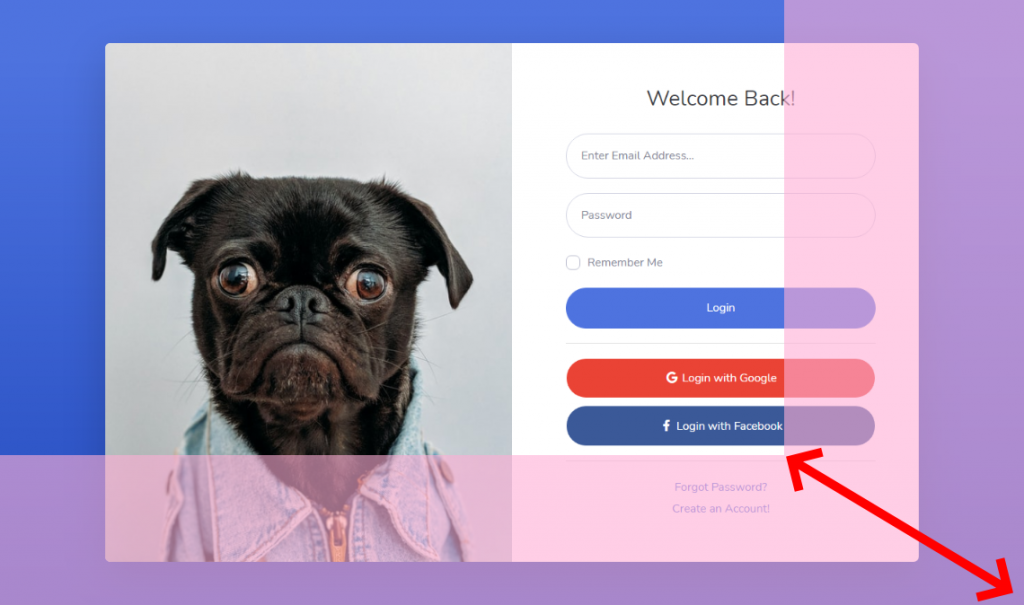 Welcome Back!
Enter Email Address...
Password
Remember Me
Login
Login with Google
Login with Facebook
Forgot Password?
Create an Account!